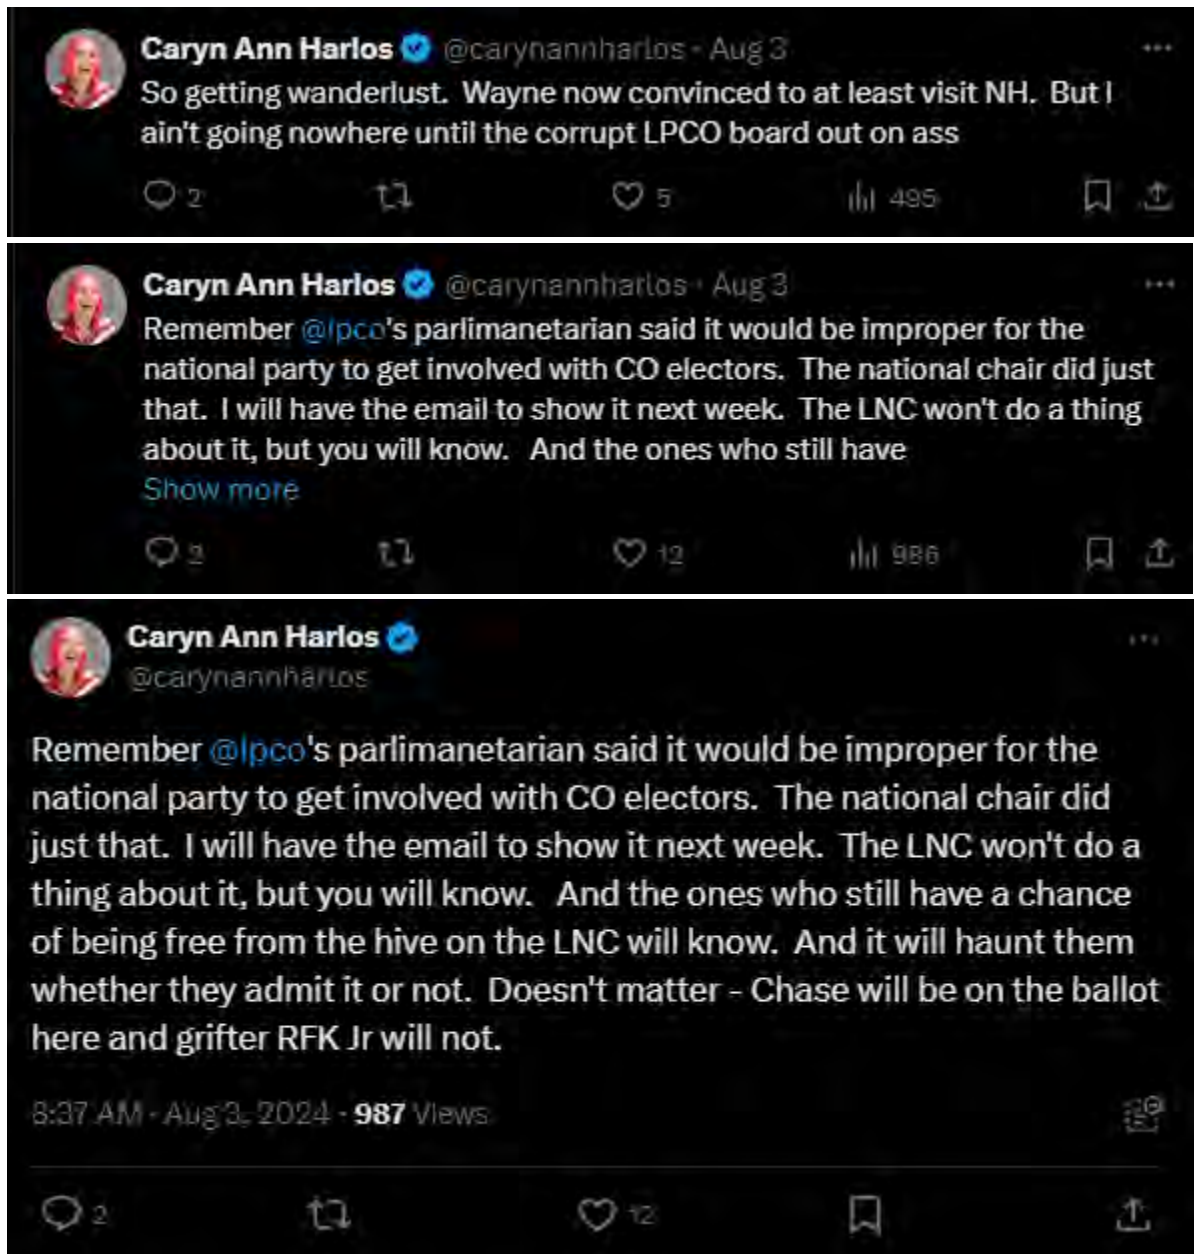 Caryn Ann Harlos @carynannharlos · Aug 3
So getting wanderlust. Wayne now convinced to at least visit NH. But I
ain't going nowhere until the corrupt LPCO board out on ass
2 5 495
Caryn Ann Harlos @carynannharlos · Aug 3
Remember @lpco's parlimanetarian said it would be improper for the
national party to get involved with CO electors. The national chair did just
that. I will have the email to show it next week. The LNC won't do a thing
about it, but you will know. And the ones who still have
Show more
2 12 986
Caryn Ann Harlos
@carynannharlos
Remember @lpco's parlimanetarian said it would be improper for the
national party to get involved with CO electors. The national chair did
just that. I will have the email to show it next week. The LNC won't do a
thing about it, but you will know. And the ones who still have a chance
of being free from the hive on the LNC will know. And it will haunt them
whether they admit it or not. Doesn't matter - Chase will be on the ballot
here and grifter RFK Jr will not.
8:37 AM · Aug 3, 2024 · 987 Views
2 12